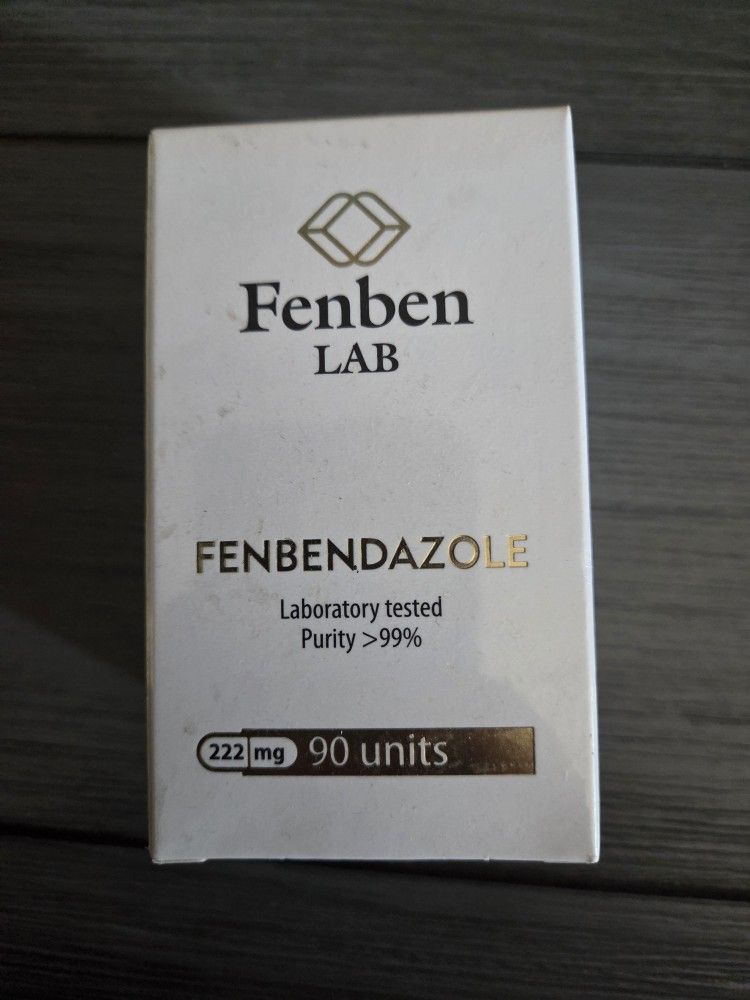 Fenben
LAB
FENBENDAZOLE
Laboratory tested
Purity >99%
222 mg 90 units